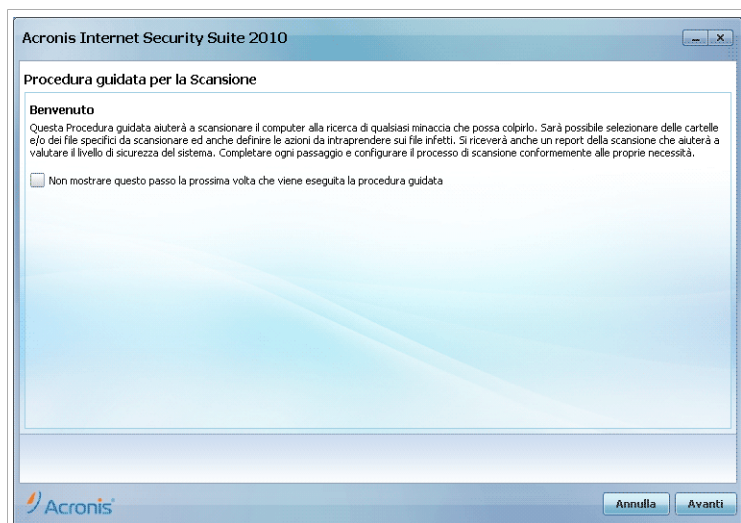 Acronis Internet Security Suite 2010
Procedura guidata per la Scansione
Benvenuto
Questa Procedura guidata aiuterà a scansionare il computer alla ricerca di qualsiasi minaccia che possa colpirlo. Sarà possibile selezionare delle cartelle
e/o dei file specifici da scansionare ed anche definire le azioni da intraprendere sui file infetti. Si riceverà anche un report della scansione che aiuterà a
valutare il livello di sicurezza del sistema. Completare ogni passaggio e configurare il processo di scansione conformemente alle proprie necessità.
Non mostrare questo passo la prossima volta che viene eseguita la procedura guidata
Acronis
Annulla
Avanti